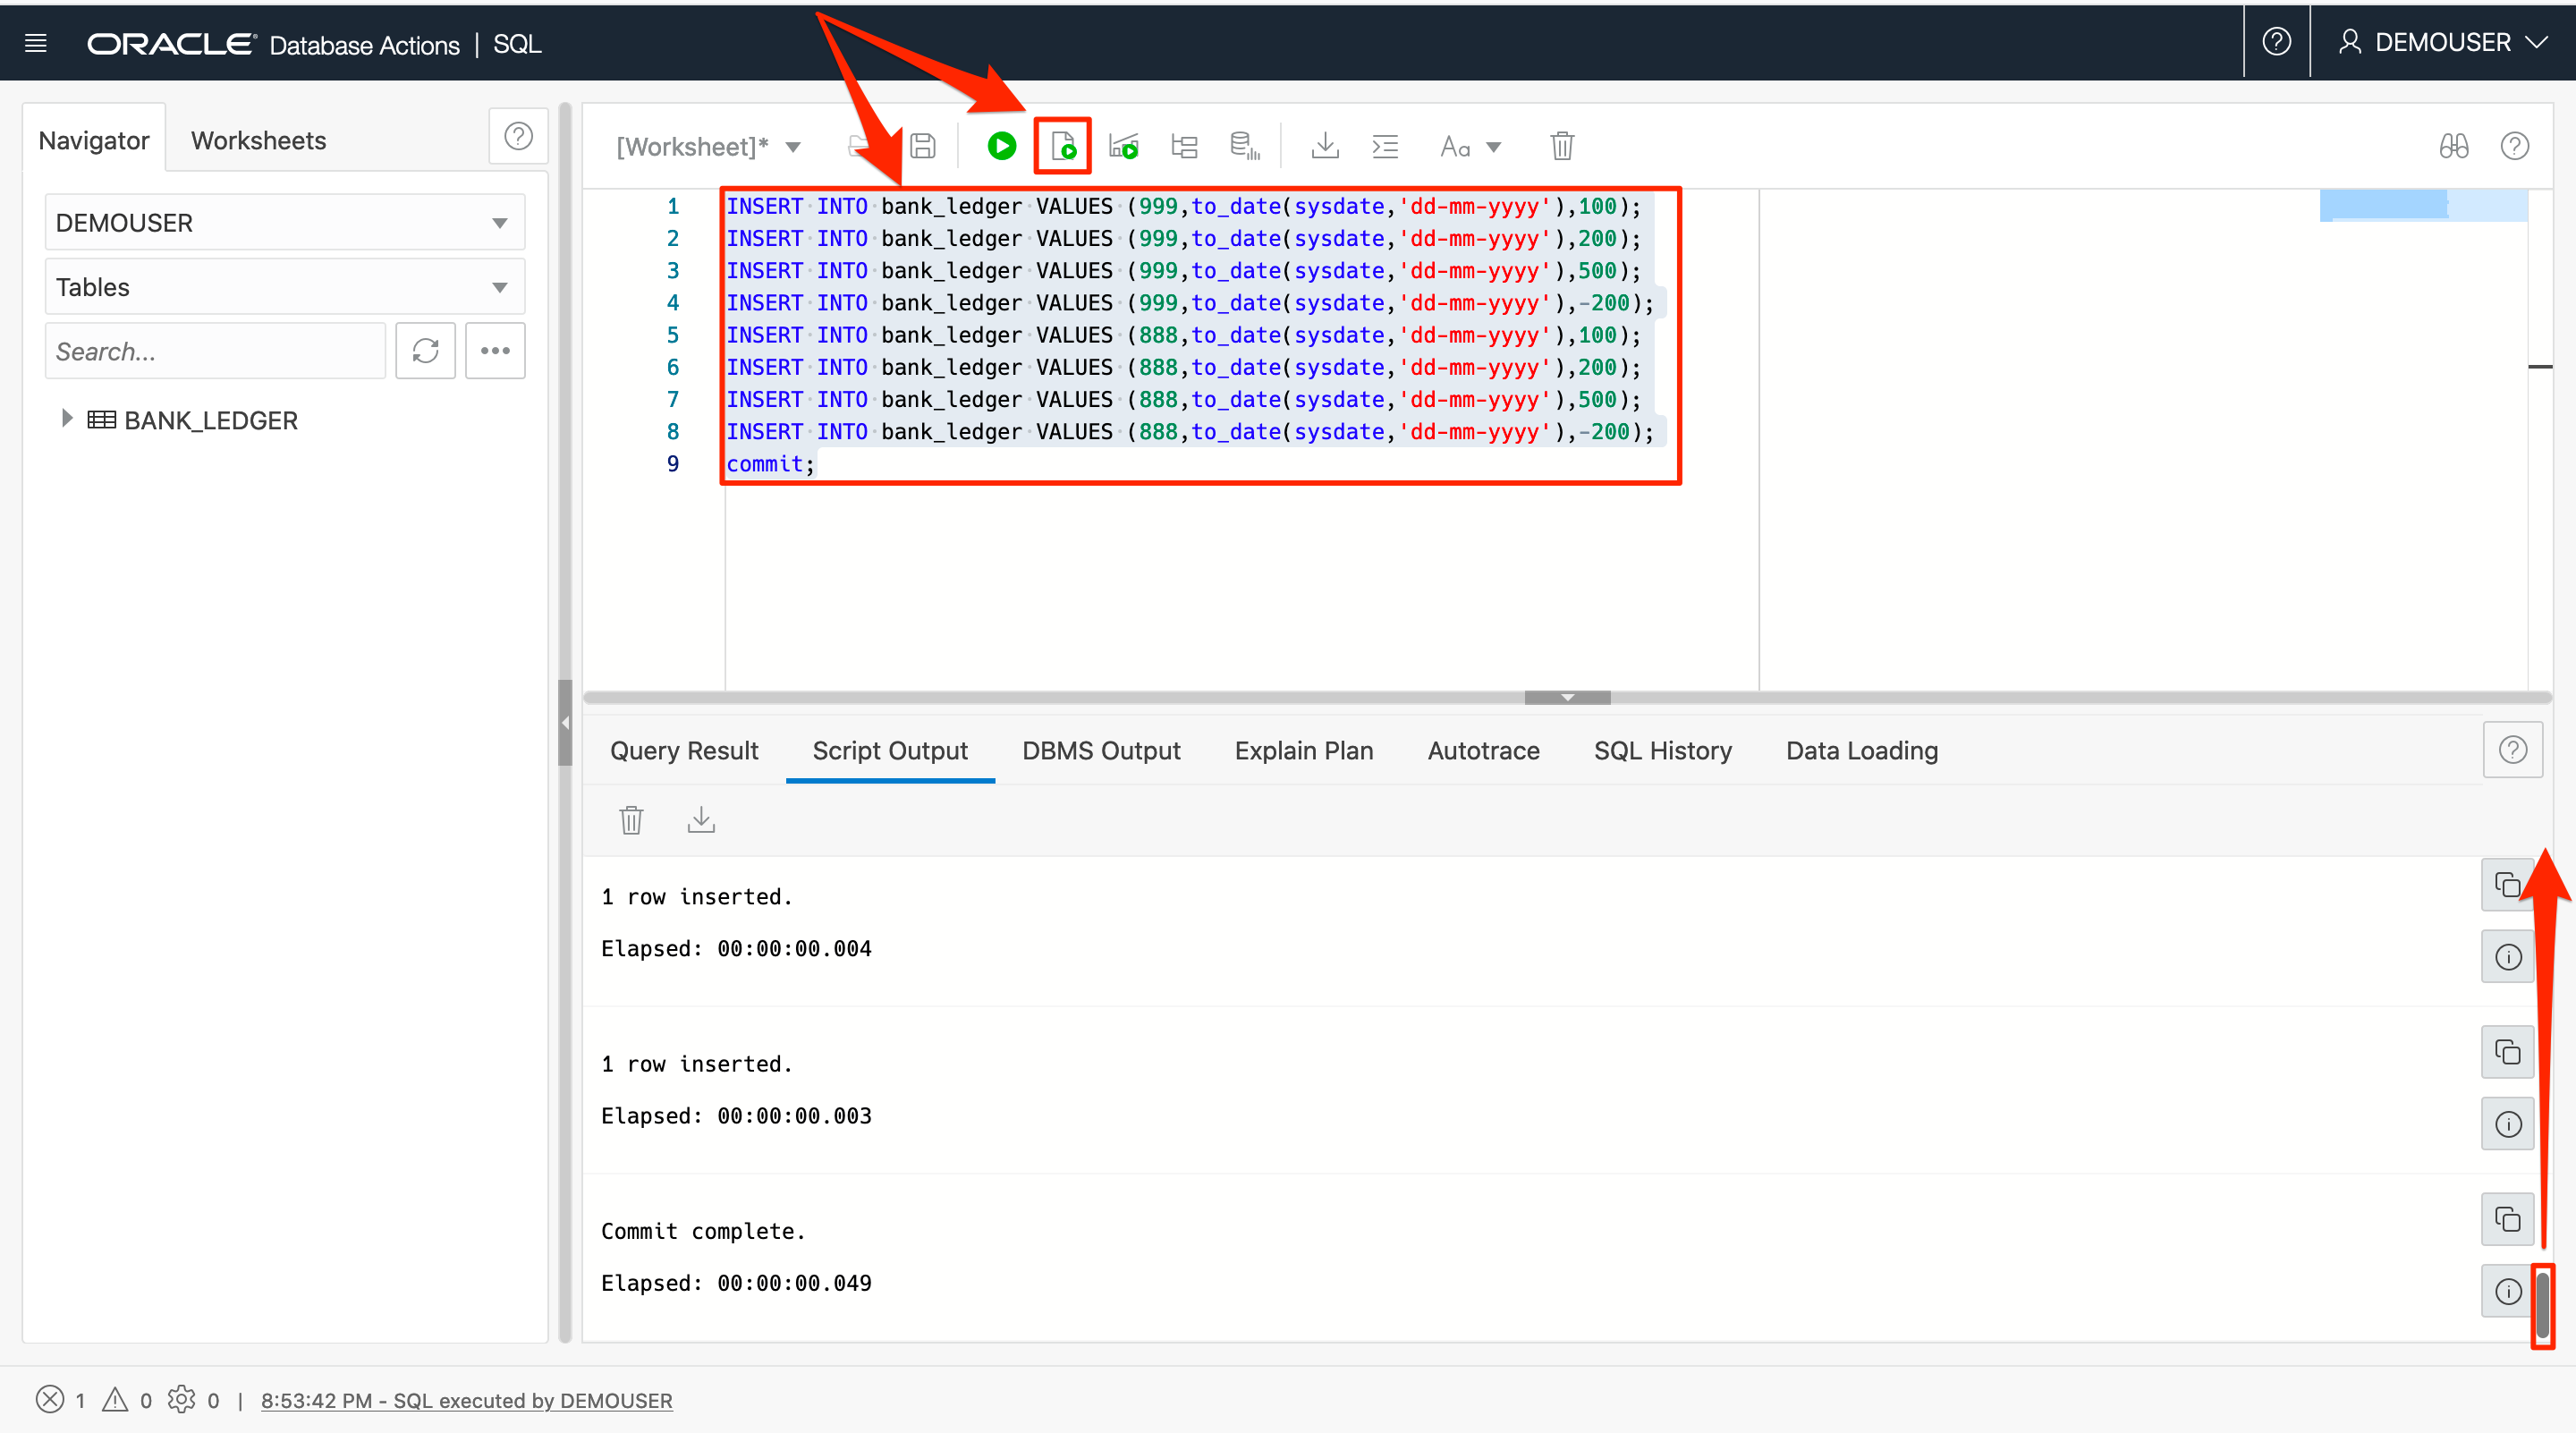 ORACLE Database Actions | SQL
DEMOUSER
Navigator
Worksheets
DEMOUSER
Tables
Search...
BANK_LEDGER
[Worksheet]*
Aa
1 INSERT INTO bank_ledger VALUES (999,to_date(sysdate,'dd-mm-yyyy'),100);
2 INSERT INTO bank_ledger VALUES (999,to_date(sysdate,'dd-mm-yyyy'),200);
3 INSERT INTO bank_ledger VALUES (999,to_date(sysdate,'dd-mm-yyyy'),500);
4 INSERT INTO bank_ledger VALUES (999,to_date(sysdate,'dd-mm-yyyy'),-200);
5 INSERT INTO bank_ledger VALUES (888,to_date(sysdate,'dd-mm-yyyy'),100);
6 INSERT INTO bank_ledger VALUES (888,to_date(sysdate,'dd-mm-yyyy'),200);
7 INSERT INTO bank_ledger VALUES (888,to_date(sysdate,'dd-mm-yyyy'),500);
8 INSERT INTO bank_ledger VALUES (888,to_date(sysdate,'dd-mm-yyyy'),-200);
9 commit;
Query Result Script Output DBMS Output Explain Plan Autotrace SQL History Data Loading
1 row inserted.
Elapsed: 00:00:00.004
1 row inserted.
Elapsed: 00:00:00.003
Commit complete.
Elapsed: 00:00:00.049
1 0 0 | 8:53:42 PM - SQL executed by DEMOUSER